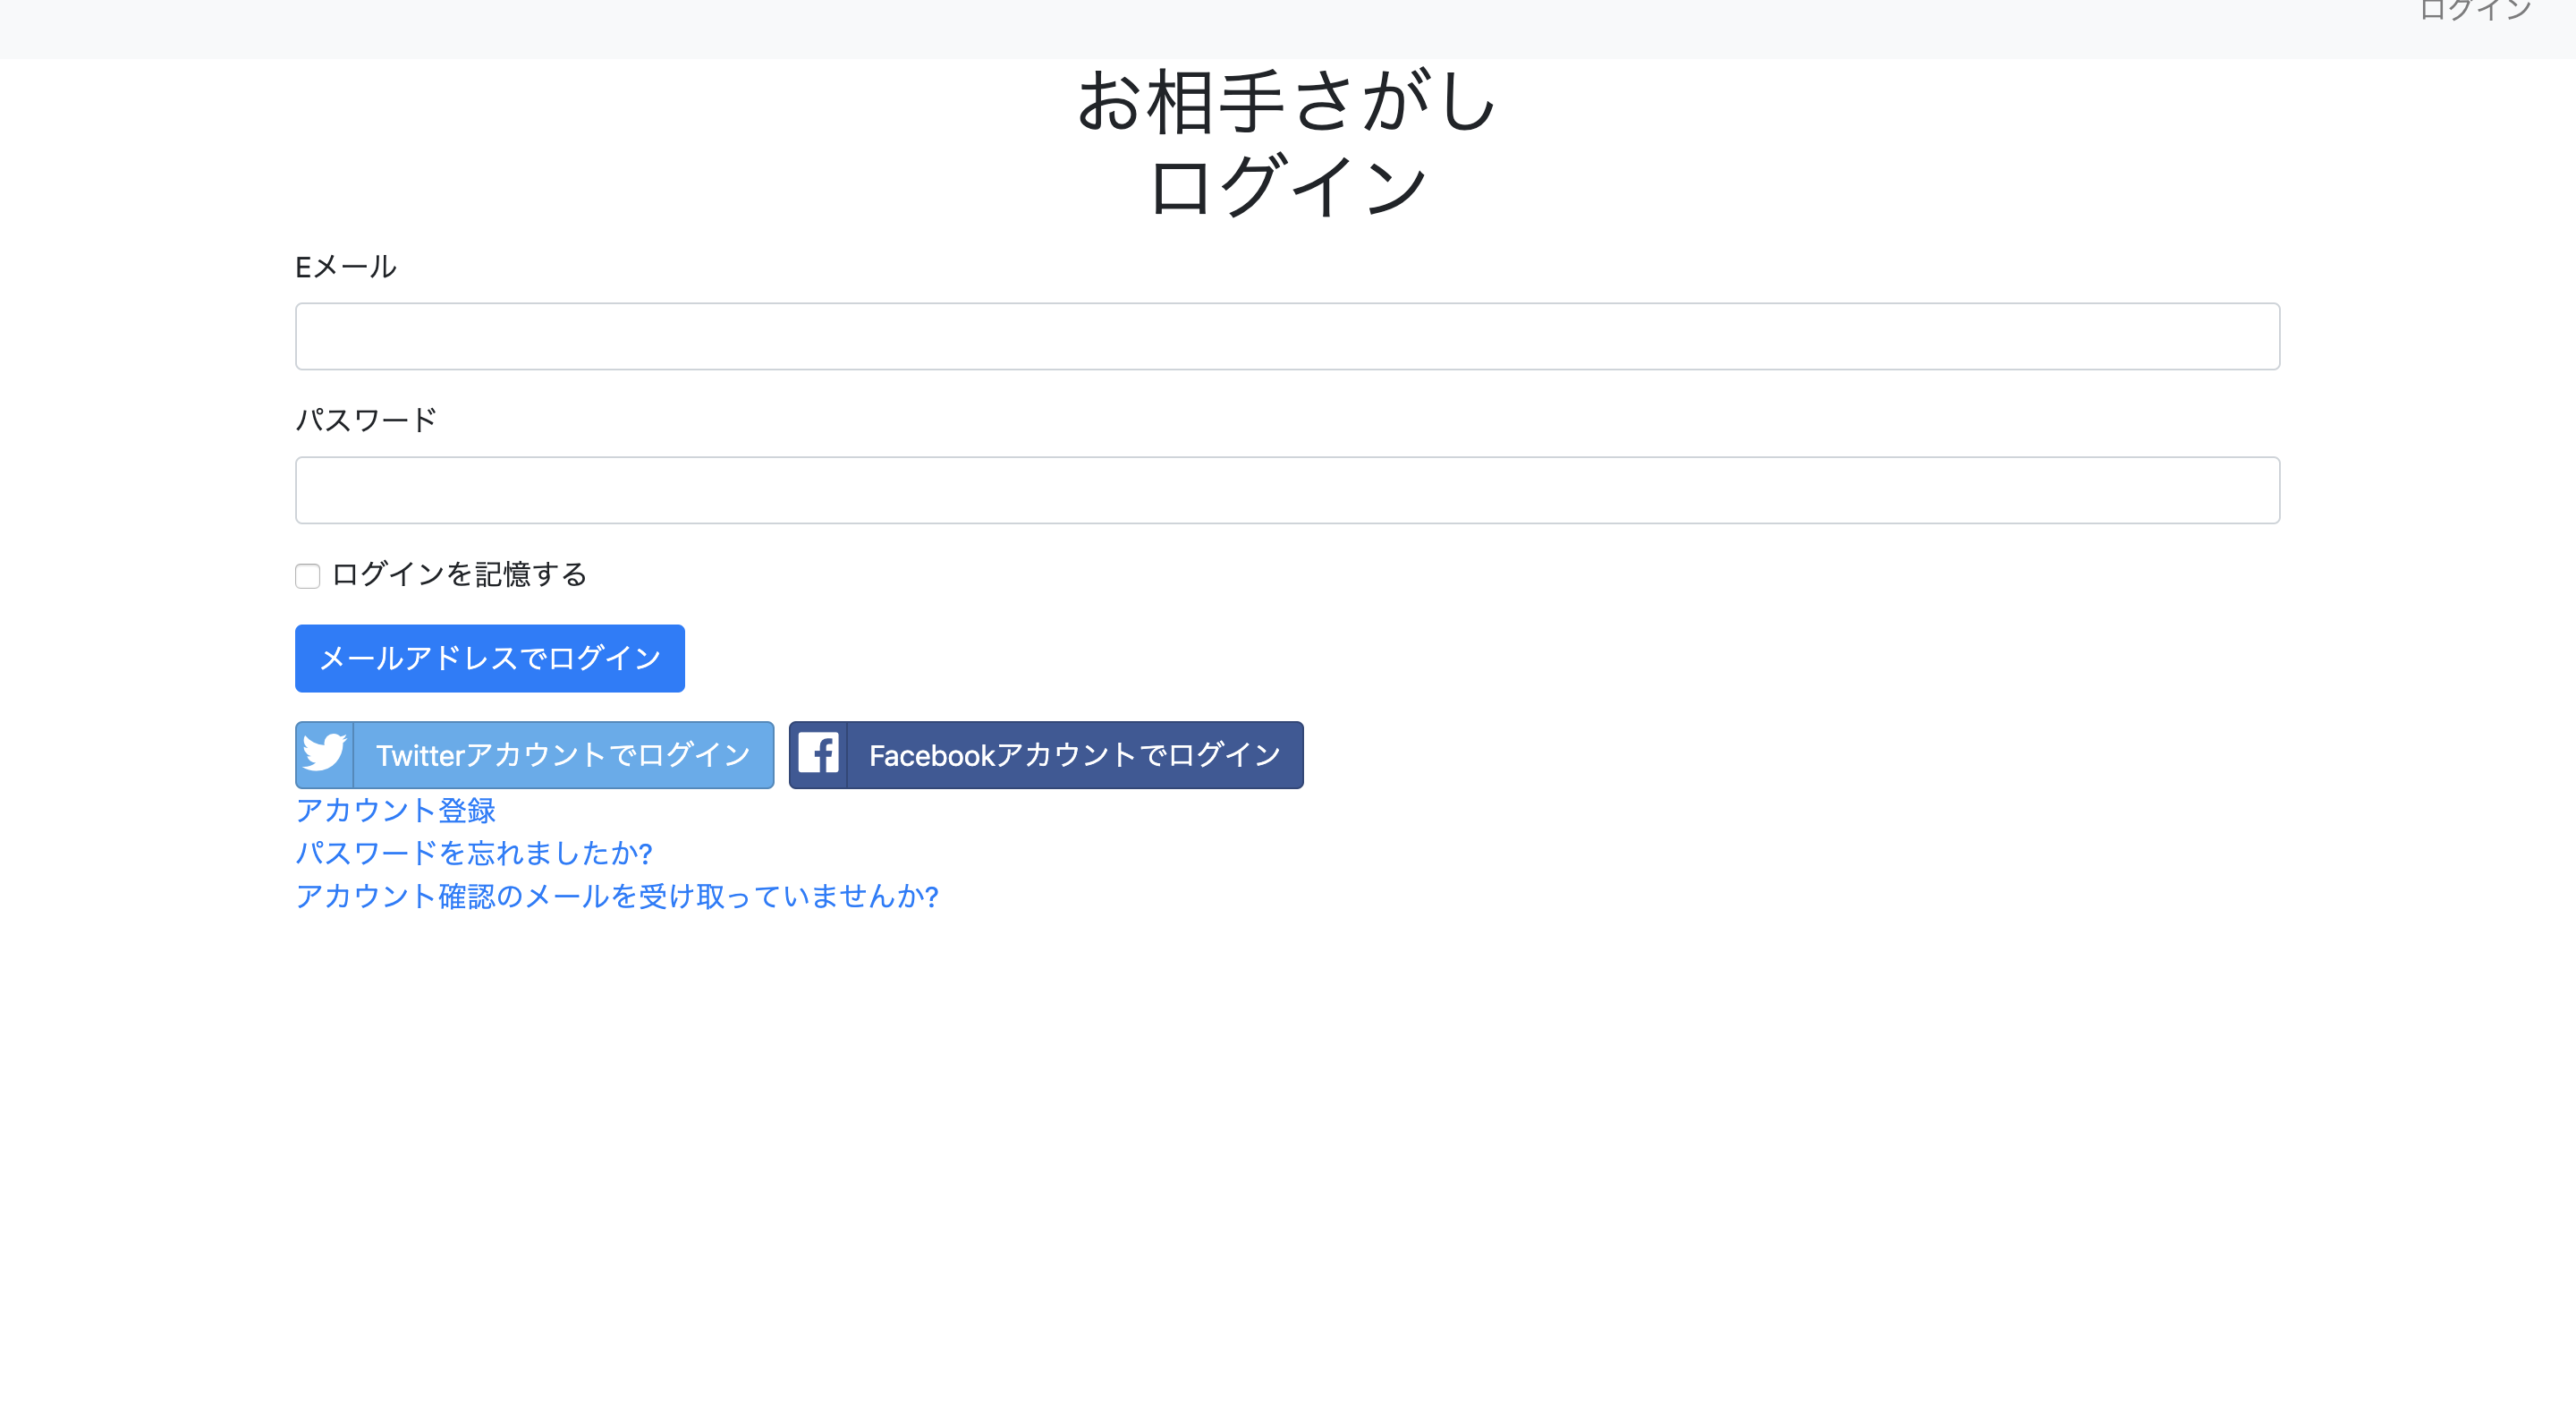 ログイン
お相手さがし
ログイン
Eメール
パスワード
ログインを記憶する
メールアドレスでログイン
Twitterアカウントでログイン Facebookアカウントでログイン
アカウント登録
パスワードを忘れましたか?
アカウント確認のメールを受け取っていませんか?